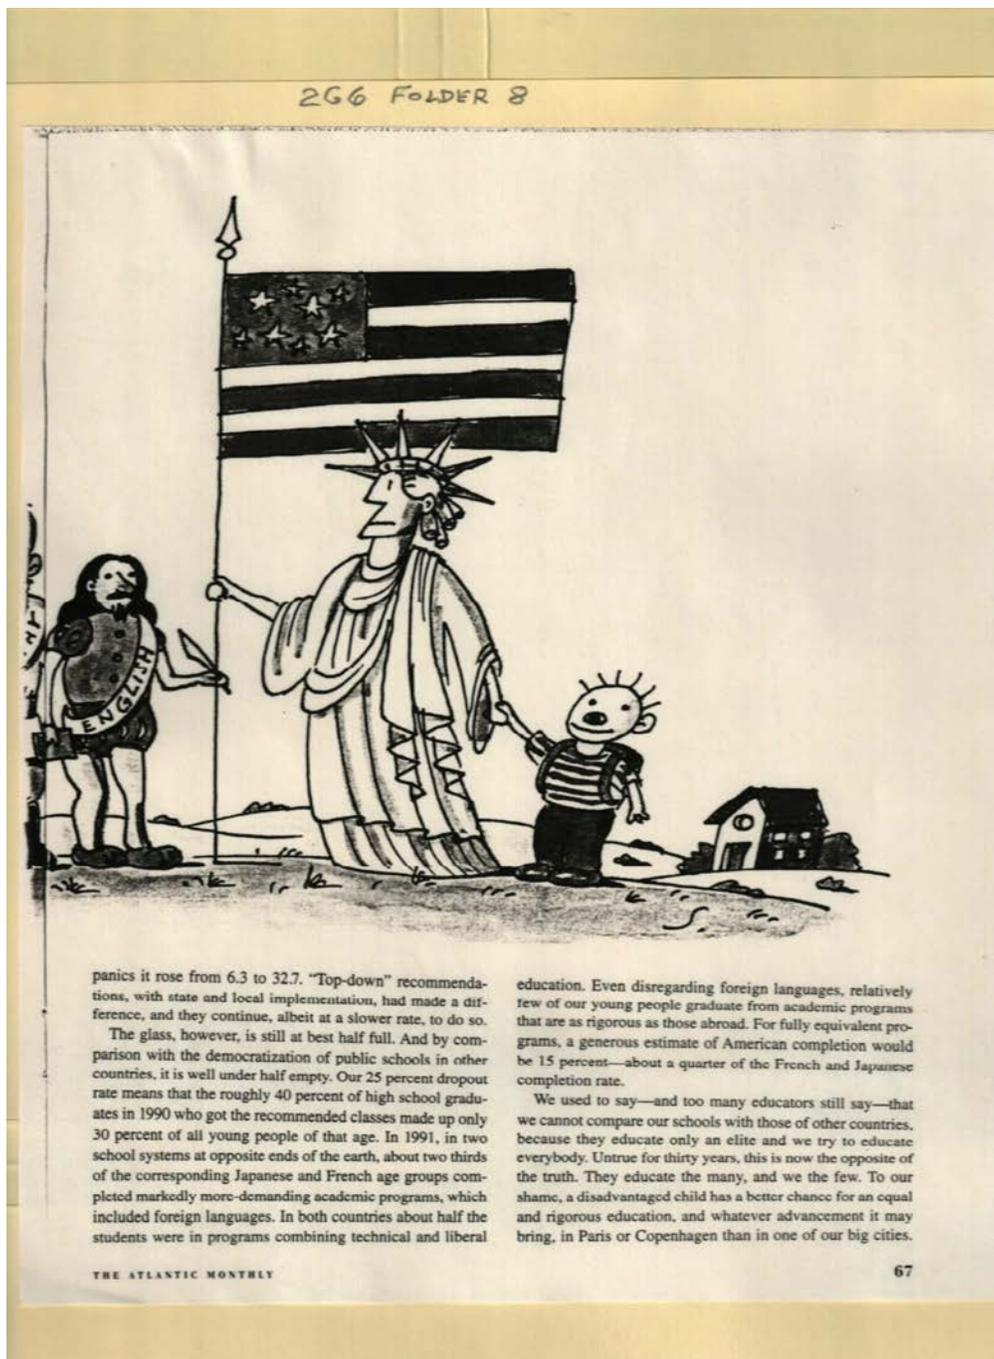 2G6 FOLDER 8
ENGLISH
S.
panics it rose from 6.3 to 32.7. “Top-down” recommenda-
tions, with state and local implementation, had made a dif-
ference, and they continue, albeit at a slower rate, to do so.
The glass, however, is still at best half full. And by com-
parison with the democratization of public schools in other
countries, it is well under half empty. Our 25 percent dropout
rate means that the roughly 40 percent of high school gradu-
ates in 1990 who got the recommended classes made up only
30 percent of all young people of that age. In 1991, in two
school systems at opposite ends of the earth, about two thirds
of the corresponding Japanese and French age groups com-
pleted markedly more-demanding academic programs, which
included foreign languages. In both countries about half the
students were in programs combining technical and liberal
education. Even disregarding foreign languages, relatively
few of our young people graduate from academic programs
that are as rigorous as those abroad. For fully equivalent pro-
grams, a generous estimate of American completion would
be 15 percent—about a quarter of the French and Japanese
completion rate.
We used to say—and too many educators still say—that
we cannot compare our schools with those of other countries,
because they educate only an elite and we try to educate
everybody. Untrue for thirty years, this is now the opposite of
the truth. They educate the many, and we the few. To our
shame, a disadvantaged child has a better chance for an equal
and rigorous education, and whatever advancement it may
bring, in Paris or Copenhagen than in one of our big cities.
THE ATLANTIC MONTHLY
67